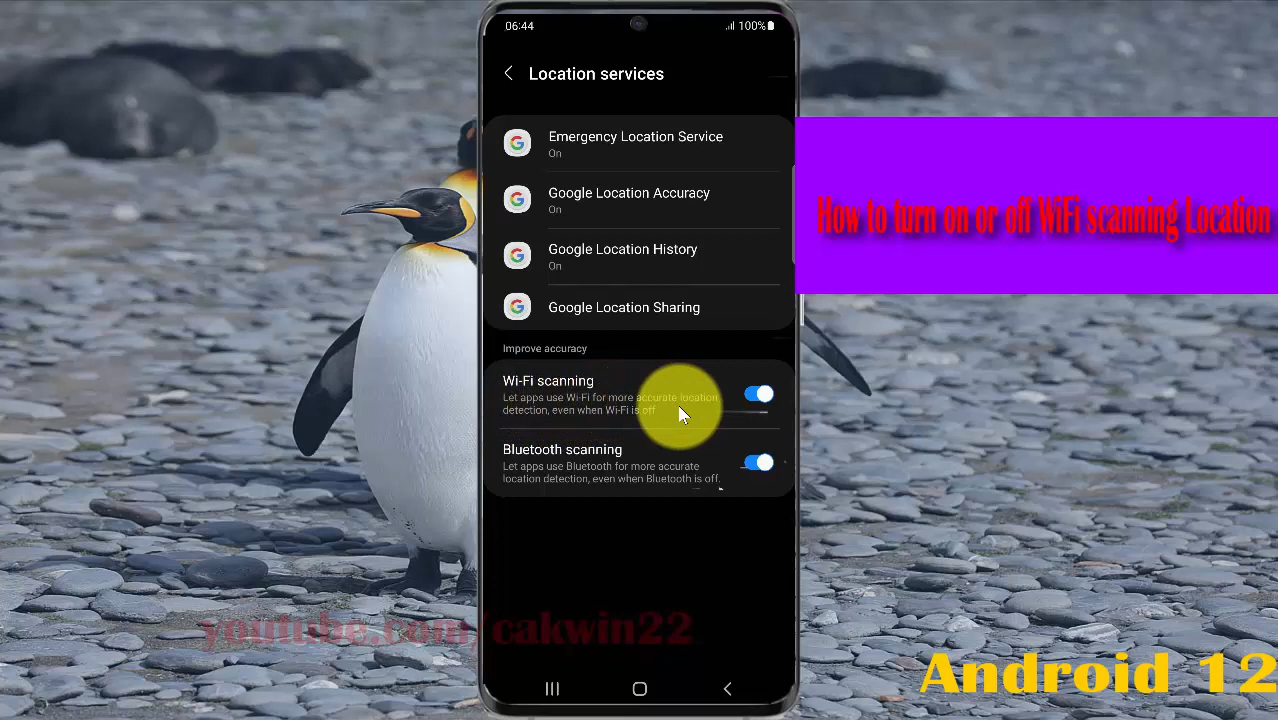 06:44
100%
Location services
Emergency Location Service
On
Google Location Accuracy
On
Google Location History
On
Google Location Sharing
Improve accuracy
Wi-Fi scanning
Let apps use Wi-Fi for more accurate location
detection, even when Wi-Fi is off
Bluetooth scanning
Let apps use Bluetooth for more accurate
location detection, even when Bluetooth is off.
How to turn on or off WiFi scanning Location
youtube.com/cakwin22
Android 12